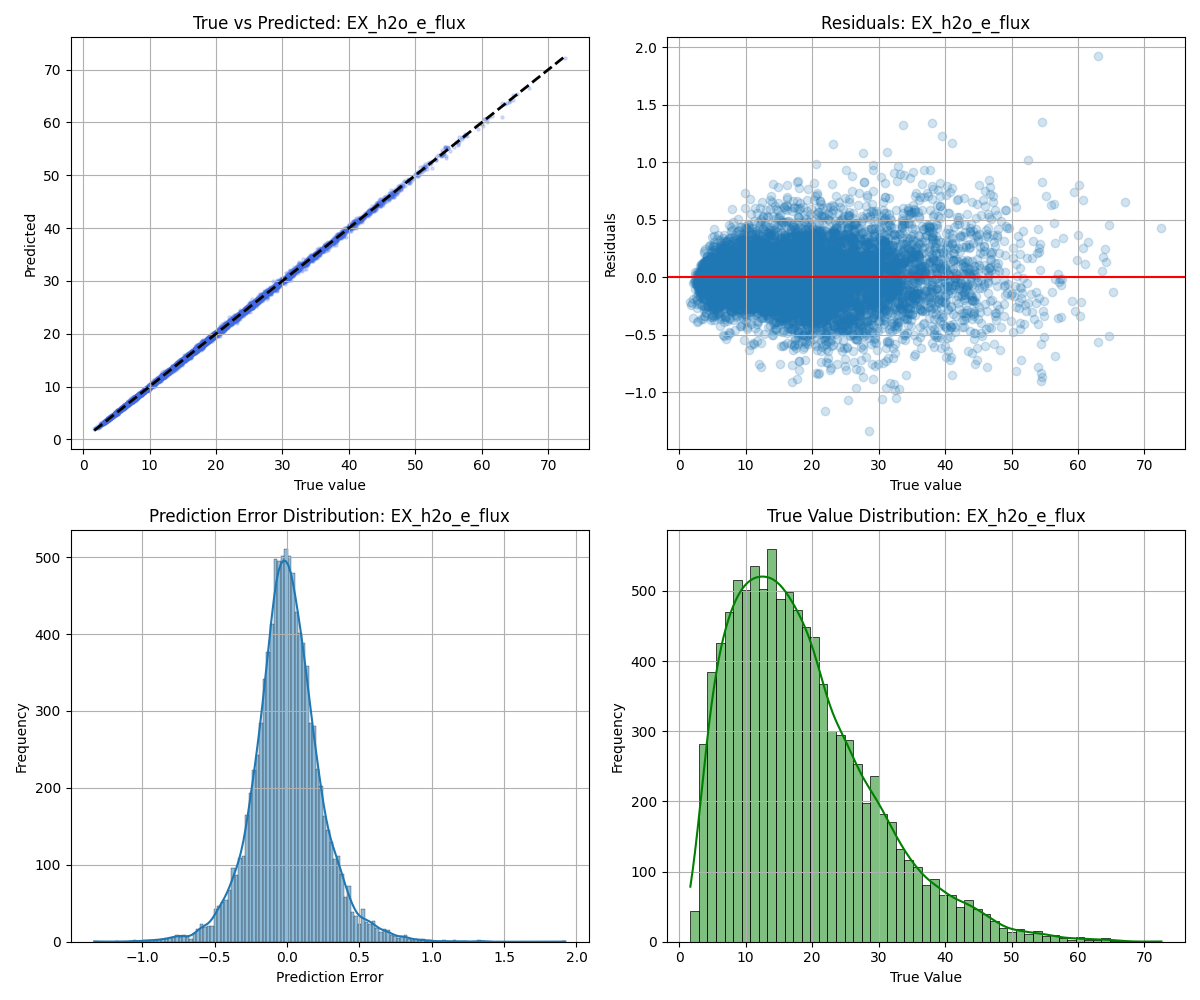 True vs Predicted: EX_h2o_e_flux
Predicted
70
60
50
40
30
20
10
0
0 10 20 30 40 50 60 70
True value
Residuals: EX_h2o_e_flux
Residuals
2.0
1.5
1.0
0.5
0.0
−0.5
−1.0
0 10 20 30 40 50 60 70
True value
Prediction Error Distribution: EX_h2o_e_flux
Frequency
500
400
300
200
100
0
−1.0 −0.5 0.0 0.5 1.0 1.5 2.0
Prediction Error
True Value Distribution: EX_h2o_e_flux
Frequency
500
400
300
200
100
0
0 10 20 30 40 50 60 70
True Value